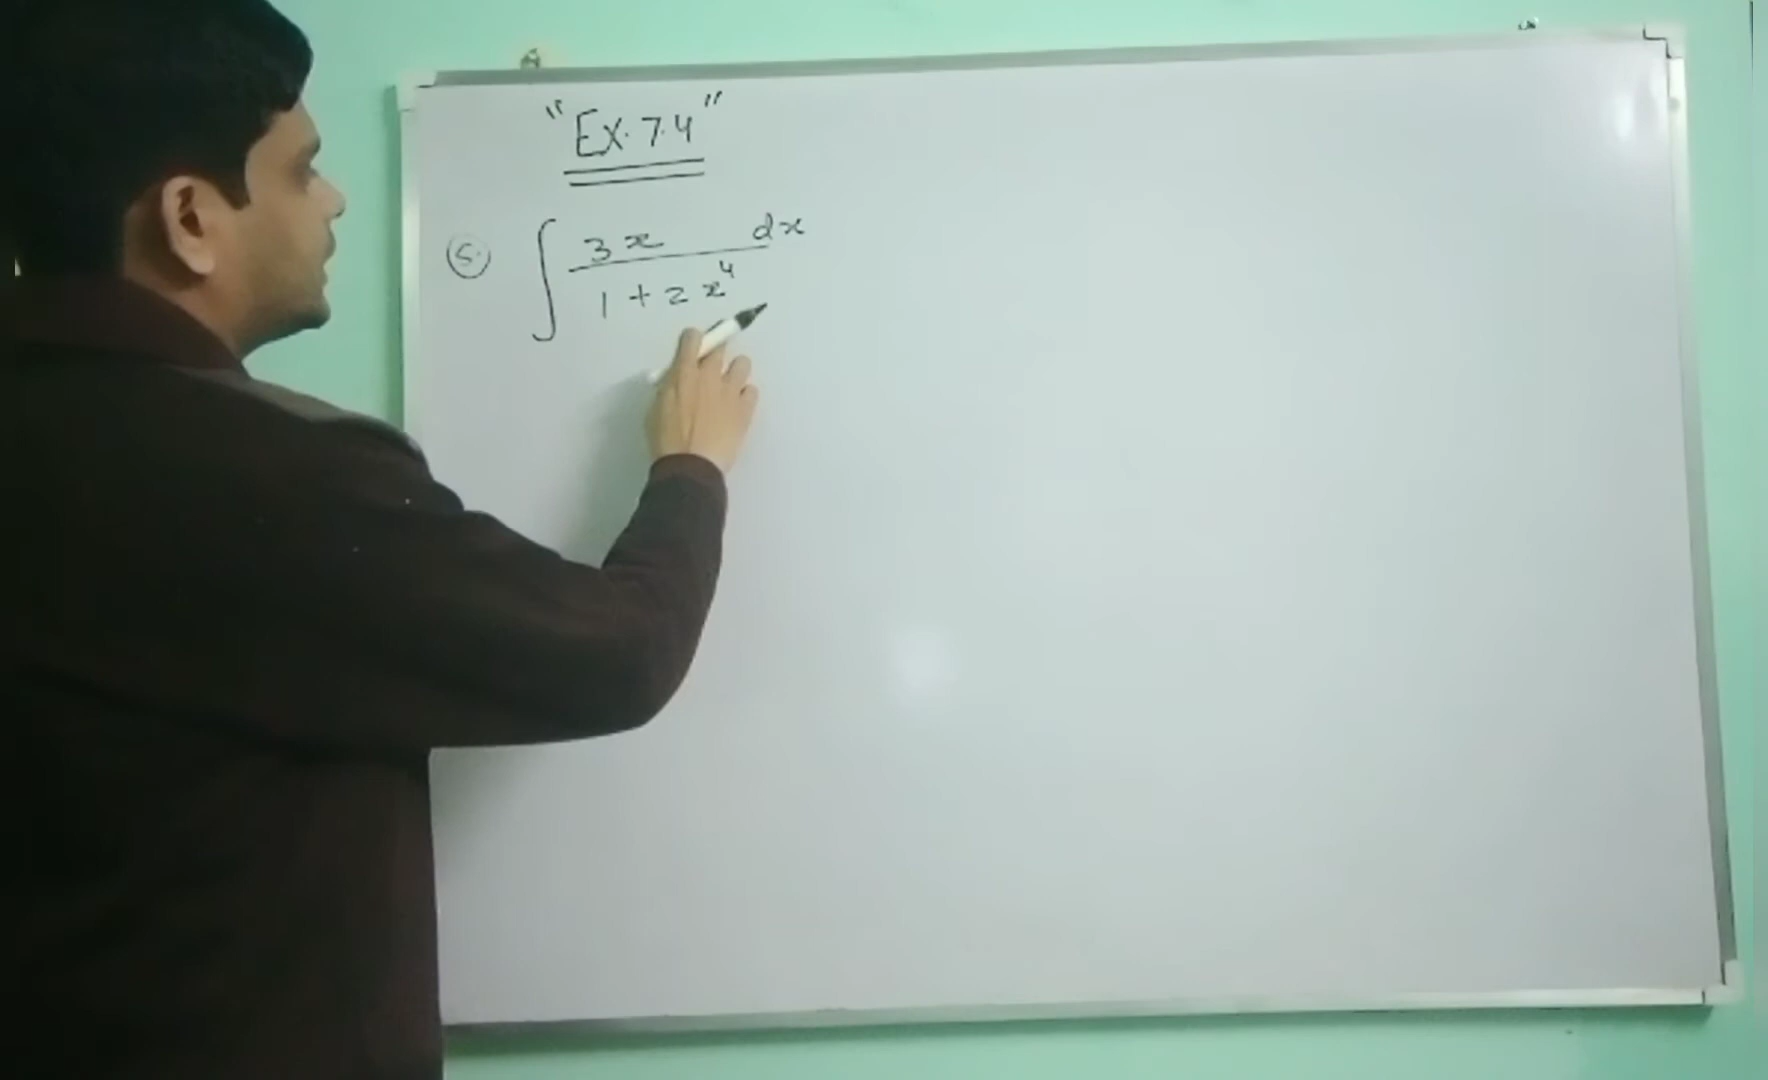 "Ex. 7.4"
5. ∫ 3x dx
1 + 2x⁴